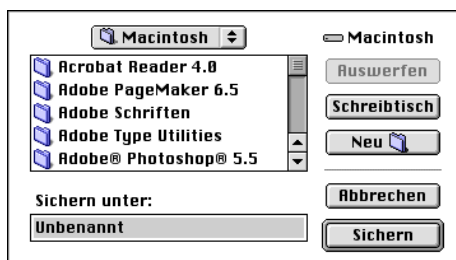 Macintosh
Macintosh
Acrobat Reader 4.0
Adobe PageMaker 6.5
Adobe Schriften
Adobe Type Utilities
Adobe® Photoshop® 5.5
Auswerfen
Schreibtisch
Neu
Sichern unter:
Unbenannt
Abbrechen
Sichern